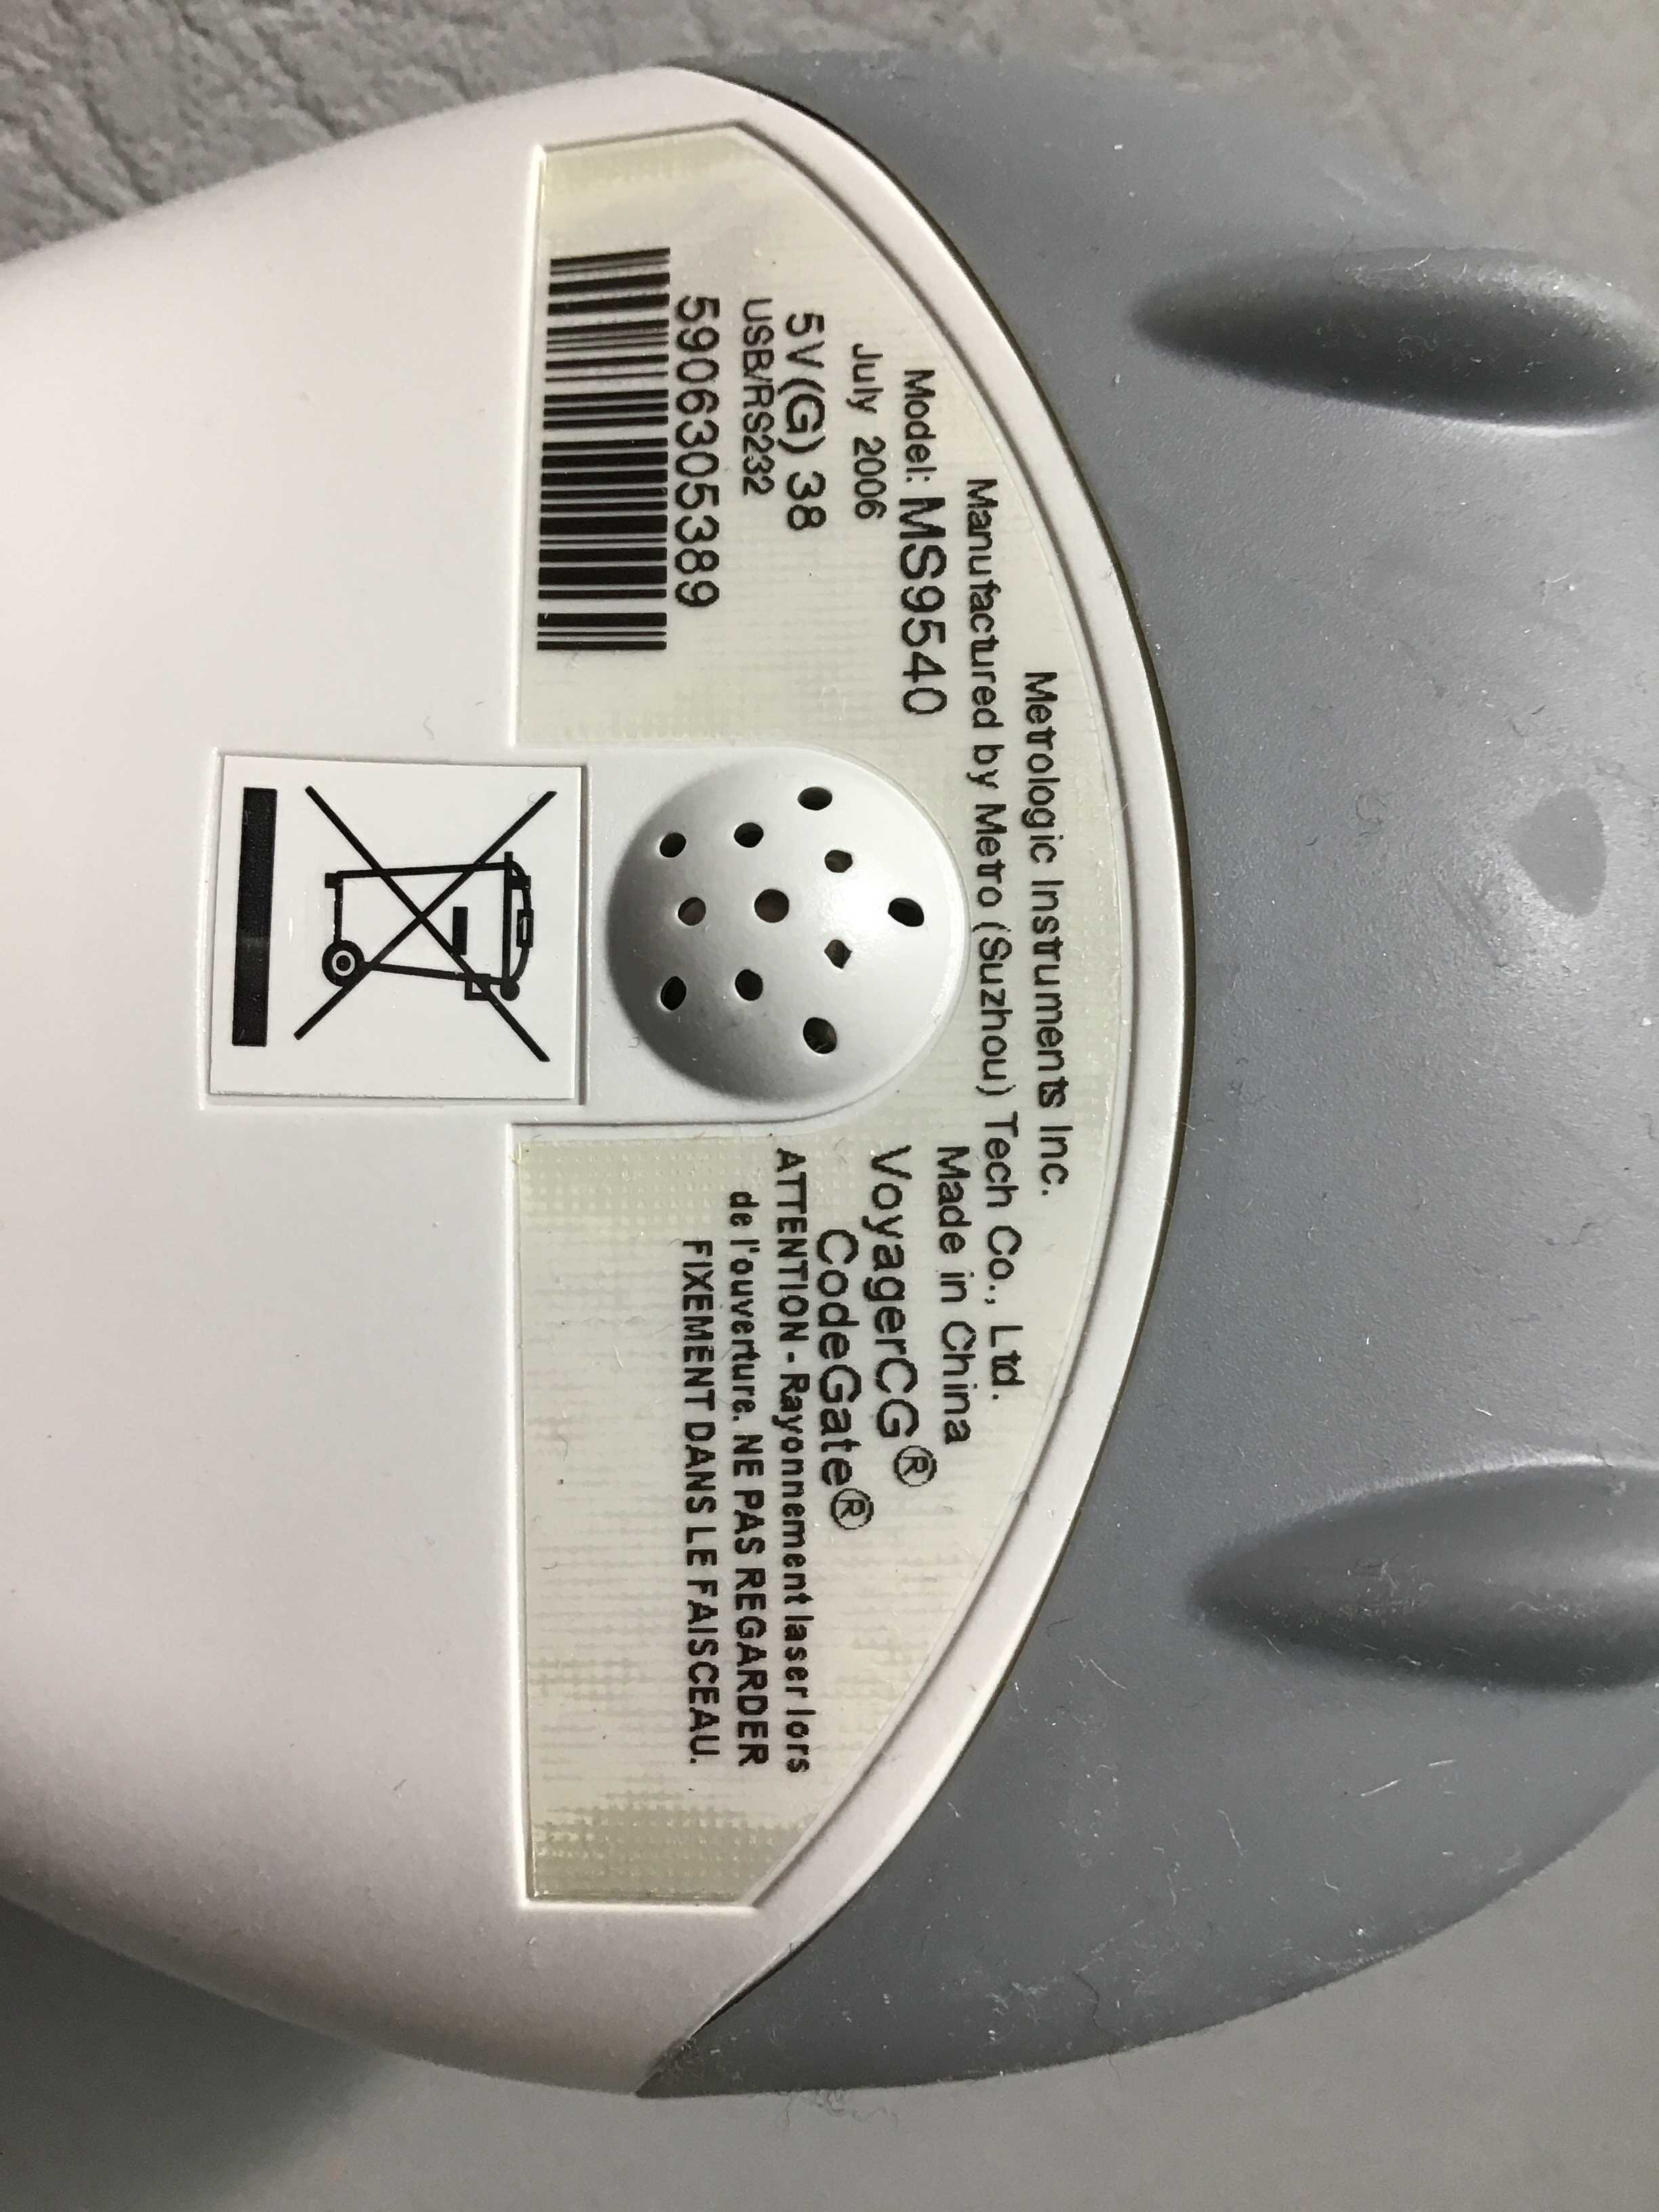 Metrologic Instruments Inc.
Manufactured by Metro (Suzhou) Tech Co., Ltd.
Model: MS9540
July 2006
5V(G) 38
USB/RS232
5906305389
Made in China
VoyagerCG®
CodeGate®
ATTENTION - Rayonnement laser lors
de l'ouverture. NE PAS REGARDER
FIXEMENT DANS LE FAISCEAU.